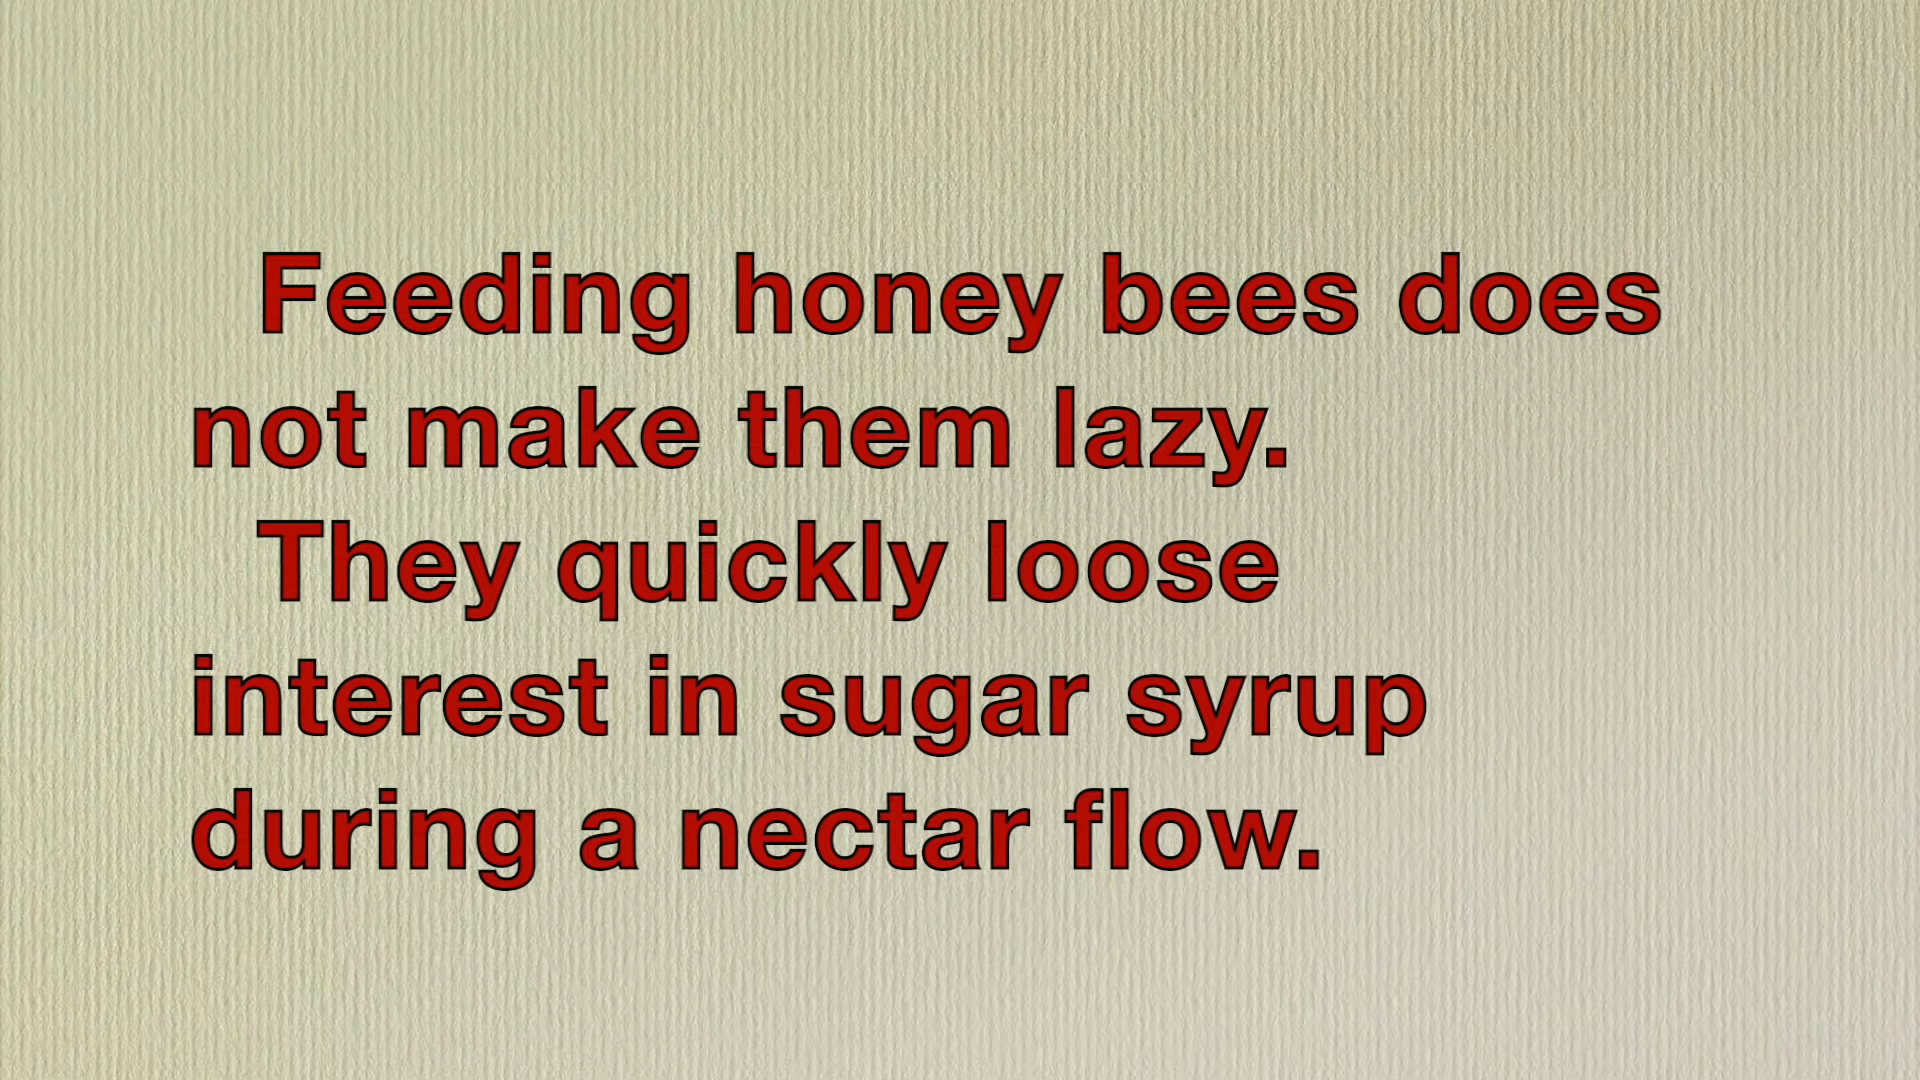 Feeding honey bees does
not make them lazy.
They quickly loose
interest in sugar syrup
during a nectar flow.